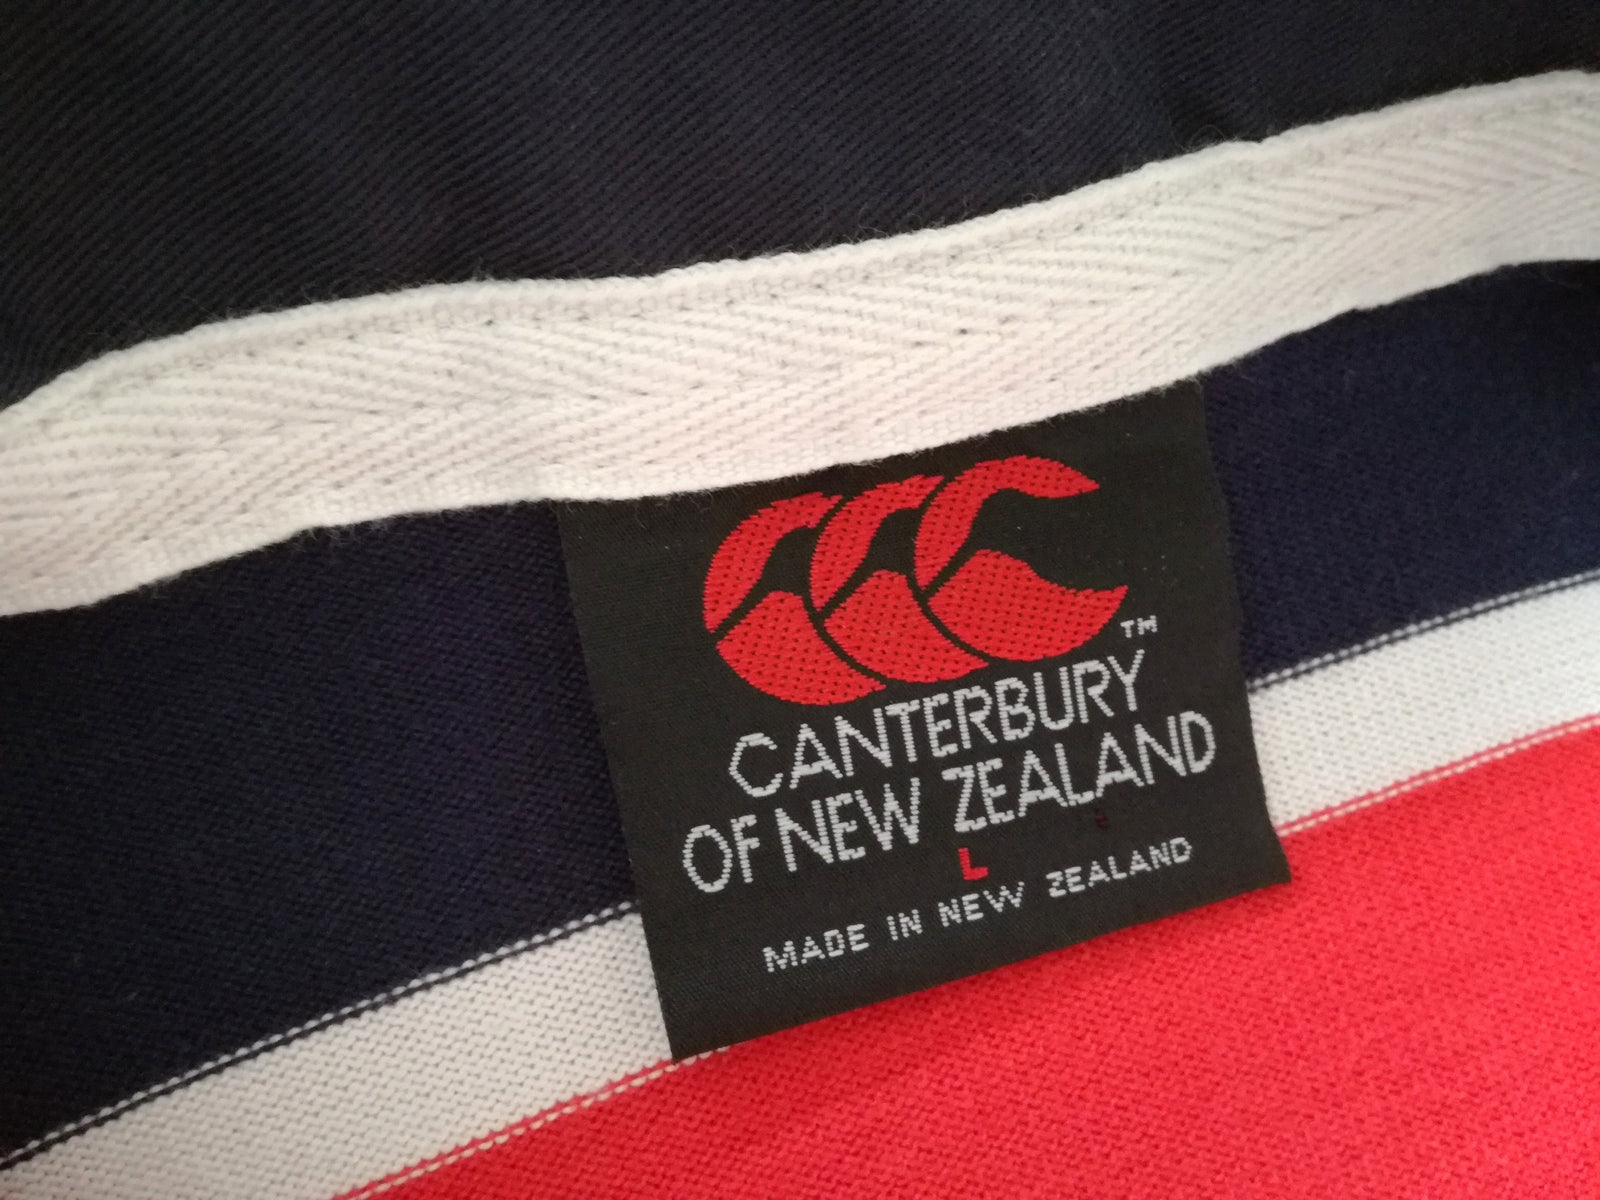 TM
CANTERBURY
OF NEW ZEALAND
L
MADE IN NEW ZEALAND